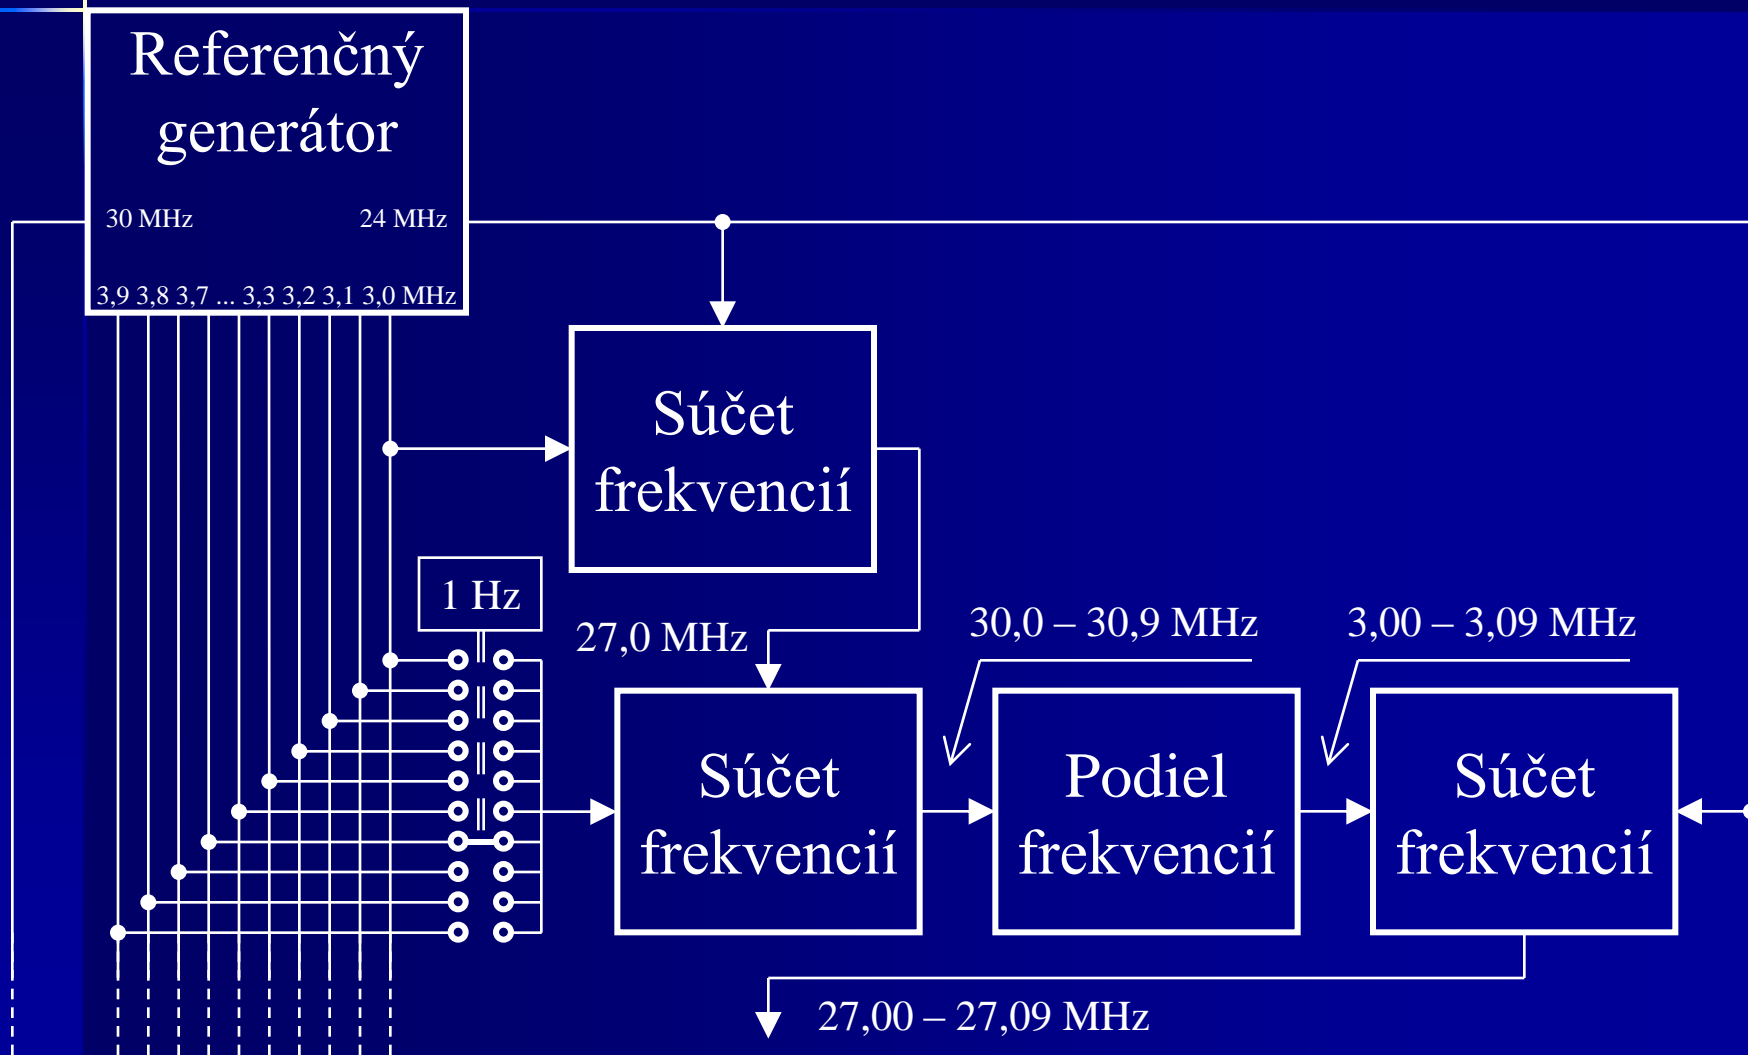 Referenčný
generátor
30 MHz
24 MHz
3,9 3,8 3,7 ... 3,3 3,2 3,1 3,0 MHz
Súčet
frekvencií
1 Hz
27,0 MHz
30,0 – 30,9 MHz
3,00 – 3,09 MHz
Súčet
frekvencií
Podiel
frekvencií
Súčet
frekvencií
27,00 – 27,09 MHz